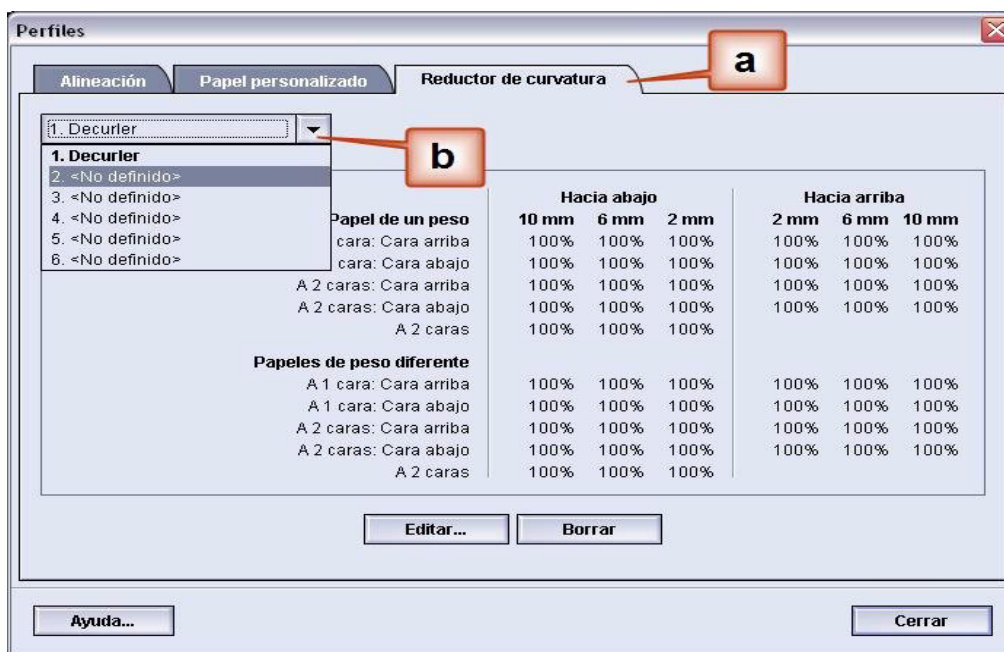 Perfiles
Alineación Papel personalizado Reductor de curvatura a
1. Decurler
b
1. Decurler
2. <No definido>
3. <No definido>
4. <No definido>
5. <No definido>
6. <No definido>
Hacia abajo Hacia arriba
Papel de un peso 10 mm 6 mm 2 mm 2 mm 6 mm 10 mm
cara: Cara arriba 100% 100% 100% 100% 100% 100%
cara: Cara abajo 100% 100% 100% 100% 100% 100%
A 2 caras: Cara arriba 100% 100% 100% 100% 100% 100%
A 2 caras: Cara abajo 100% 100% 100% 100% 100% 100%
A 2 caras 100% 100% 100%
Papeles de peso diferente
A 1 cara: Cara arriba 100% 100% 100% 100% 100% 100%
A 1 cara: Cara abajo 100% 100% 100% 100% 100% 100%
A 2 caras: Cara arriba 100% 100% 100% 100% 100% 100%
A 2 caras: Cara abajo 100% 100% 100% 100% 100% 100%
A 2 caras 100% 100% 100%
Editar... Borrar
Ayuda... Cerrar